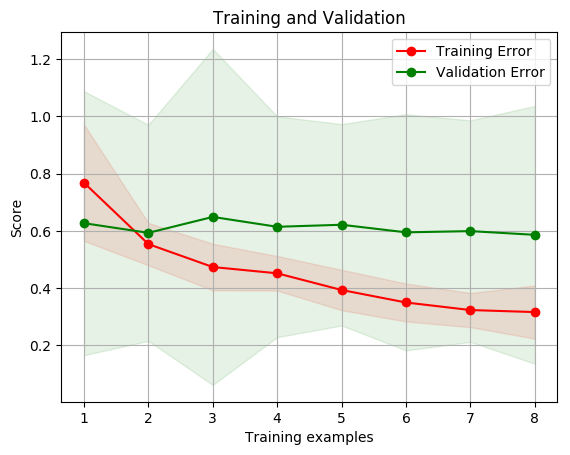 Training and Validation
Training Error
Validation Error
Score
1.2
1.0
0.8
0.6
0.4
0.2
1 2 3 4 5 6 7 8
Training examples